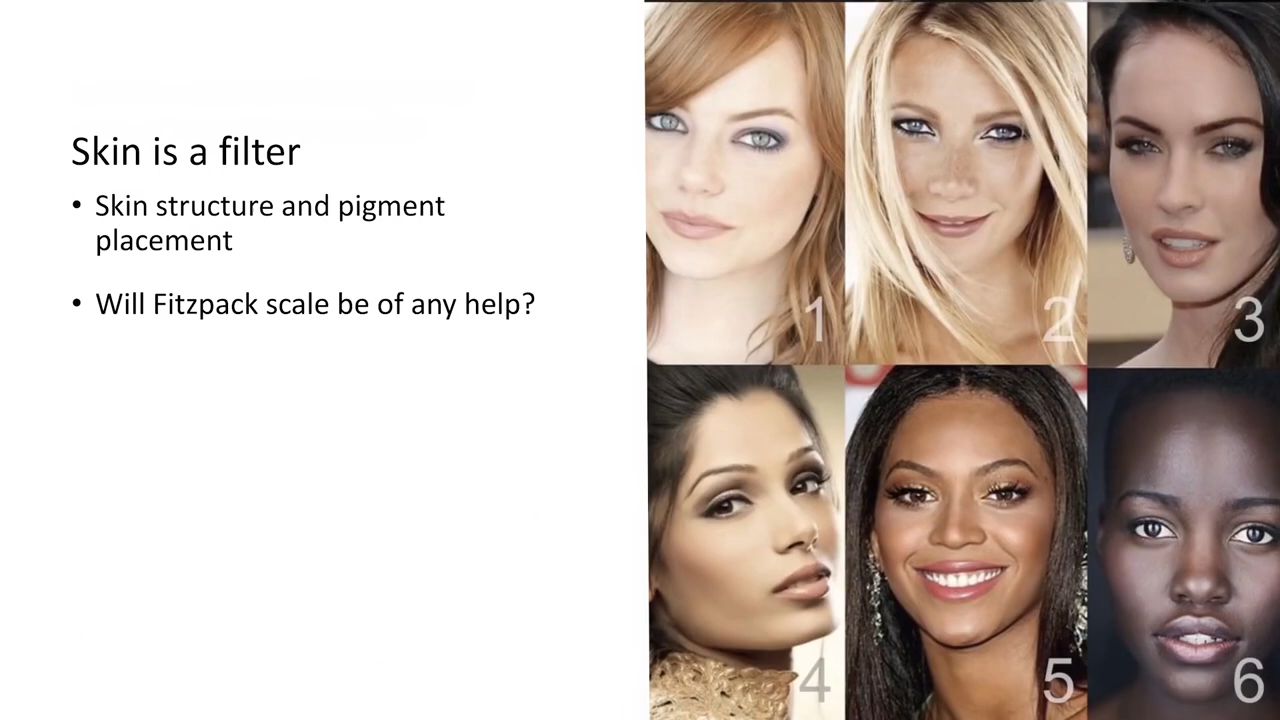 Skin is a filter
• Skin structure and pigment
placement
• Will Fitzpack scale be of any help?
1
2
3
4
5
6